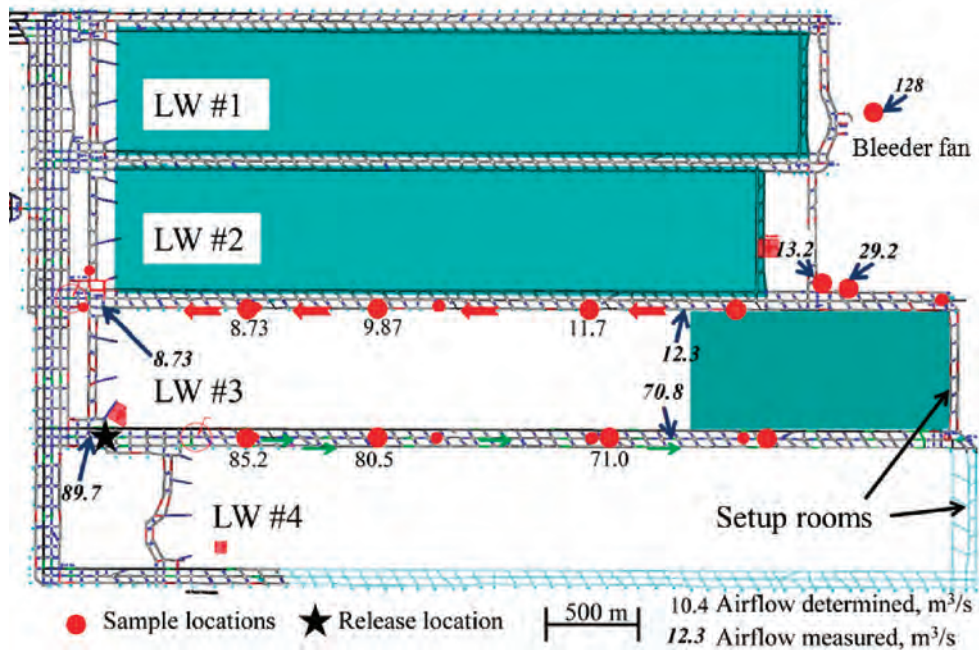 LW #1
128
Bleeder fan
LW #2
13.2
29.2
8.73
9.87
11.7
12.3
8.73
LW #3
70.8
89.7
85.2
80.5
71.0
LW #4
Setup rooms
Sample locations
Release location
500 m
10.4 Airflow determined, m³/s
12.3 Airflow measured, m³/s